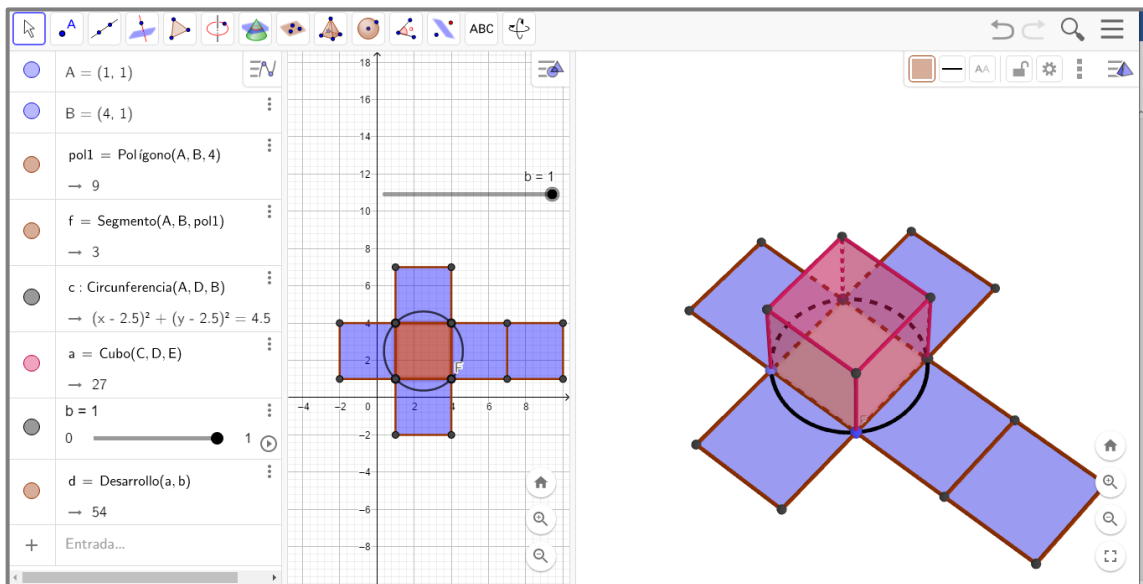 A
ABC
A = (1, 1)
B = (4, 1)
pol1 = Polígono(A, B, 4)
→ 9
f = Segmento(A, B, pol1)
→ 3
c : Circunferencia(A, D, B)
→ (x - 2.5)² + (y - 2.5)² = 4.5
a = Cubo(C, D, E)
→ 27
b = 1
0 1
d = Desarrollo(a, b)
→ 54
+ Entrada...
18
16
14
12
b = 1
10
8
6
4
2
F
−4 −2 0 2 4 6 8
−2
−4
−6
−8
AA